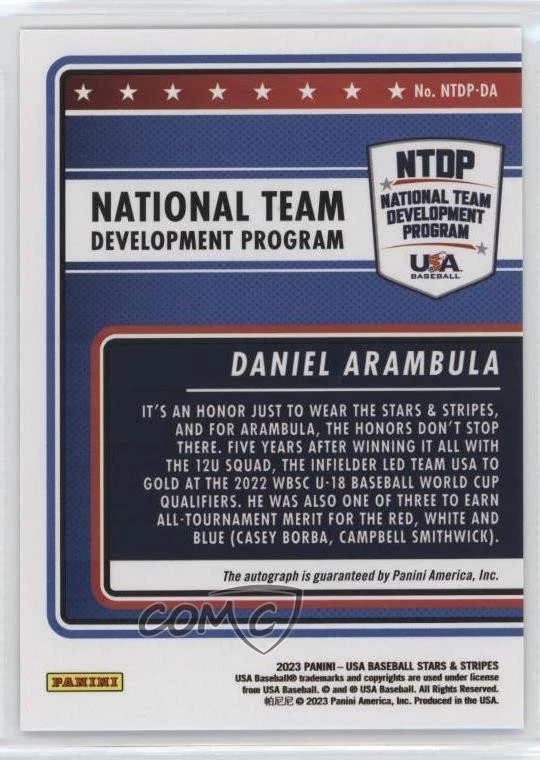 No. NTDP-DA
NTDP
NATIONAL TEAM
DEVELOPMENT
PROGRAM
USA
BASEBALL
NATIONAL TEAM
DEVELOPMENT PROGRAM
DANIEL ARAMBULA
IT'S AN HONOR JUST TO WEAR THE STARS & STRIPES,
AND FOR ARAMBULA, THE HONORS DON'T STOP
THERE. FIVE YEARS AFTER WINNING IT ALL WITH
THE 12U SQUAD, THE INFIELDER LED TEAM USA TO
GOLD AT THE 2022 WBSC U-18 BASEBALL WORLD CUP
QUALIFIERS. HE WAS ALSO ONE OF THREE TO EARN
ALL-TOURNAMENT MERIT FOR THE RED, WHITE AND
BLUE (CASEY BORBA, CAMPBELL SMITHWICK).
The autograph is guaranteed by Panini America, Inc.
COMC
PANINI
2023 PANINI – USA BASEBALL STARS & STRIPES
USA Baseball® trademarks and copyrights are used under license
from USA Baseball. © and ® USA Baseball. All Rights Reserved.
帕尼尼 © 2023 Panini America, Inc. Produced in the USA.